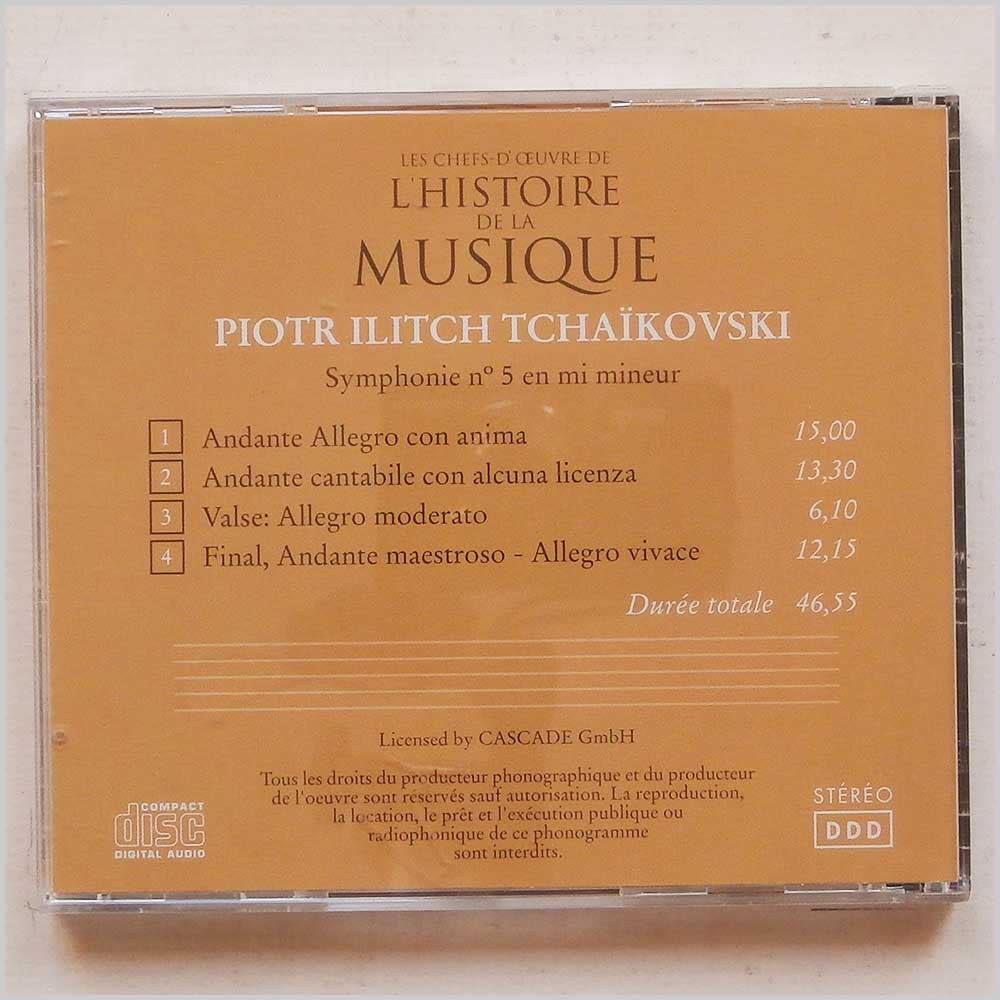 LES CHEFS-D'ŒUVRE DE
L'HISTOIRE
DE LA
MUSIQUE
PIOTR ILITCH TCHAÏKOVSKI
Symphonie nº 5 en mi mineur
1 Andante Allegro con anima 15,00
2 Andante cantabile con alcuna licenza 13,30
3 Valse: Allegro moderato 6,10
4 Final, Andante maestroso - Allegro vivace 12,15
Durée totale 46,55
Licensed by CASCADE GmbH
Tous les droits du producteur phonographique et du producteur
de l'oeuvre sont réservés sauf autorisation. La reproduction,
la location, le prêt et l'exécution publique ou
radiophonique de ce phonogramme
sont interdits.
COMPACT
disc
DIGITAL AUDIO
STÉRÉO
DDD